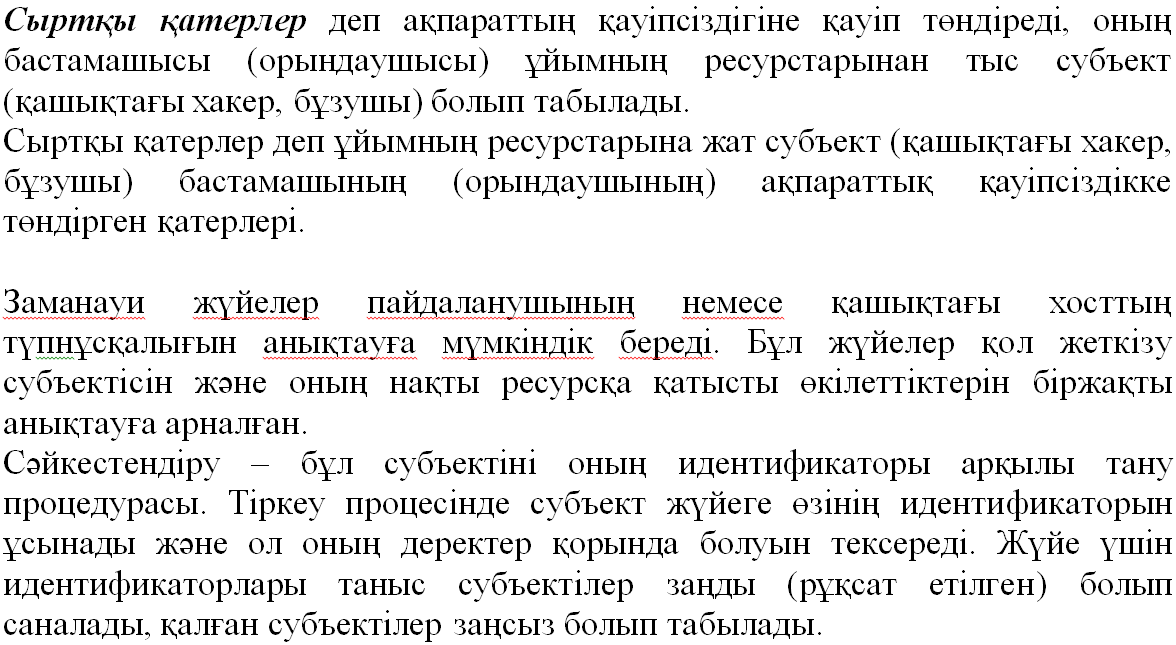 Сыртқы қатерлер деп ақпараттың қауіпсіздігіне қауіп төндіреді, оның
бастамашысы (орындаушысы) ұйымның ресурстарынан тыс субъект
(қашықтағы хакер, бұзушы) болып табылады.
Сыртқы қатерлер деп ұйымның ресурстарына жат субъект (қашықтағы хакер,
бұзушы) бастамашының (орындаушының) ақпараттық қауіпсіздікке
төндірген қатерлері.
Заманауи жүйелер пайдаланушының немесе қашықтағы хосттың
түпнұсқалығын анықтауға мүмкіндік береді. Бұл жүйелер қол жеткізу
субъектісін және оның нақты ресурсқа қатысты өкілеттіктерін біржақты
анықтауға арналған.
Сәйкестендіру – бұл субъектіні оның идентификаторы арқылы тану
процедурасы. Тіркеу процесінде субъект жүйеге өзінің идентификаторын
ұсынады және ол оның деректер қорында болуын тексереді. Жүйе үшін
идентификаторлары таныс субъектілер заңды (рұқсат етілген) болып
саналады, қалған субъектілер заңсыз болып табылады.